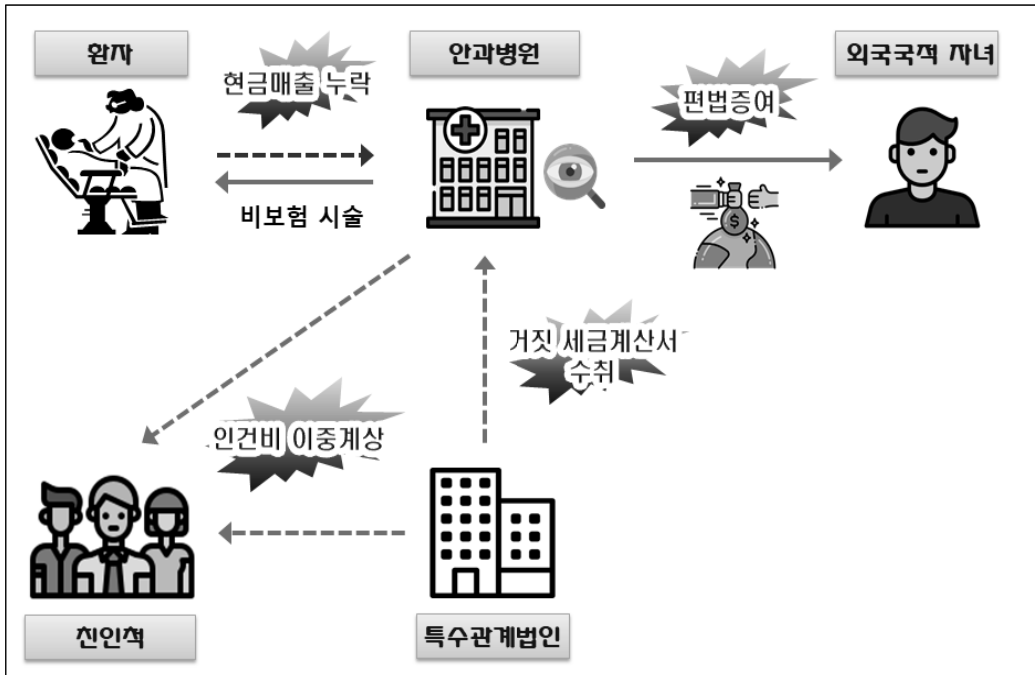 환자
안과병원
외국국적 자녀
현금매출 누락
편법증여
비보험 시술
$
거짓 세금계산서
수취
인건비 이중계상
친인척
특수관계법인